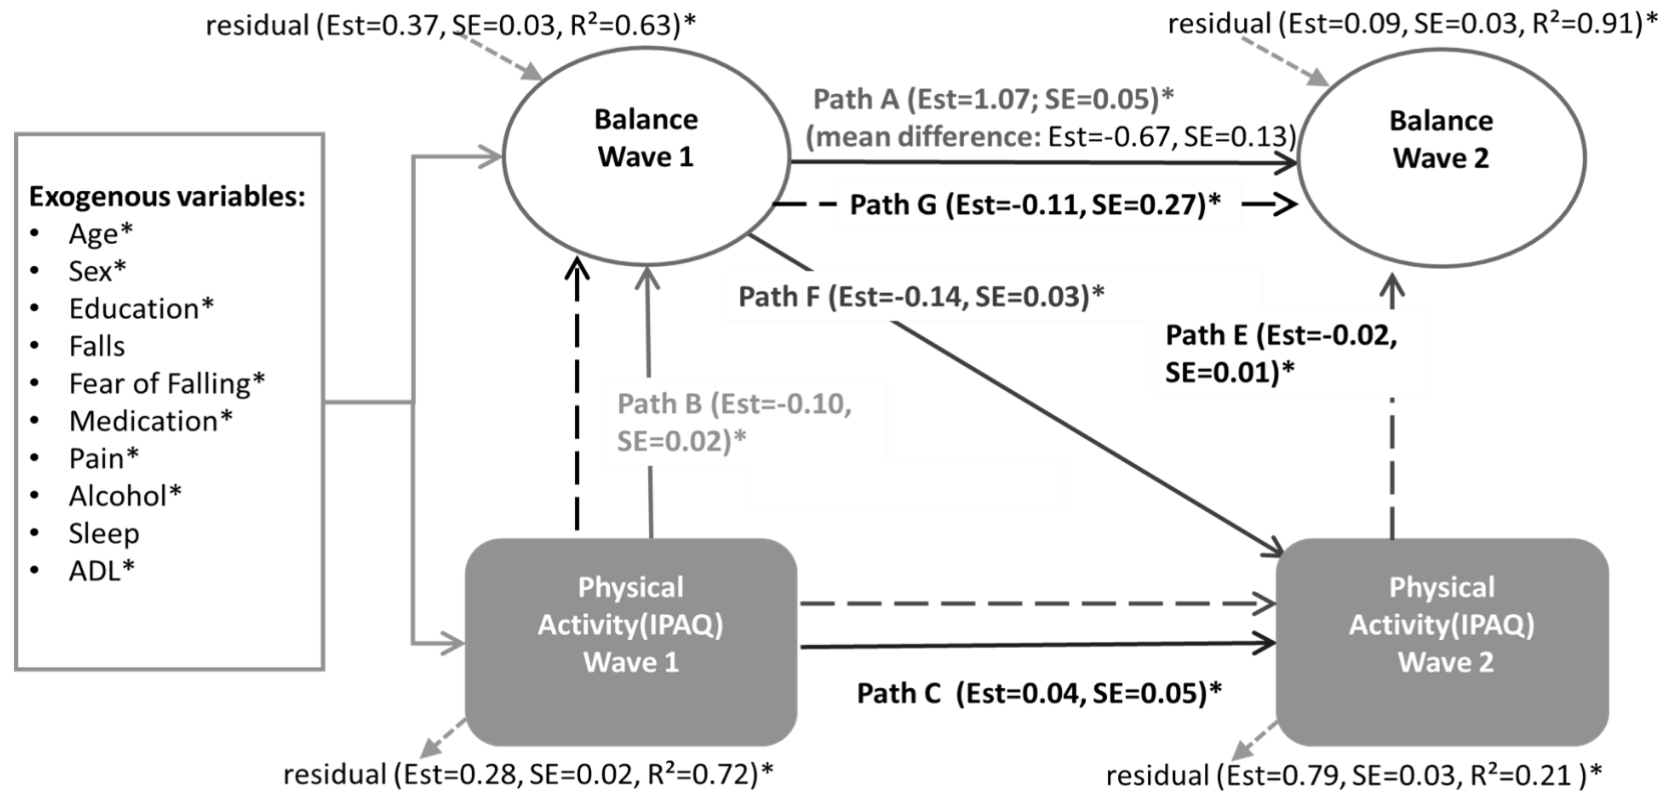 residual (Est=0.37, SE=0.03, R²=0.63)*
residual (Est=0.09, SE=0.03, R²=0.91)*
Balance
Wave 1
Path A (Est=1.07; SE=0.05)*
(mean difference: Est=-0.67, SE=0.13)
Balance
Wave 2
Path G (Est=-0.11, SE=0.27)*
Exogenous variables:
• Age*
• Sex*
• Education*
• Falls
• Fear of Falling*
• Medication*
• Pain*
• Alcohol*
• Sleep
• ADL*
Path F (Est=-0.14, SE=0.03)*
Path E (Est=-0.02,
SE=0.01)*
Path B (Est=-0.10,
SE=0.02)*
Physical
Activity(IPAQ)
Wave 1
Physical
Activity(IPAQ)
Wave 2
Path C (Est=0.04, SE=0.05)*
residual (Est=0.28, SE=0.02, R²=0.72)*
residual (Est=0.79, SE=0.03, R²=0.21 )*